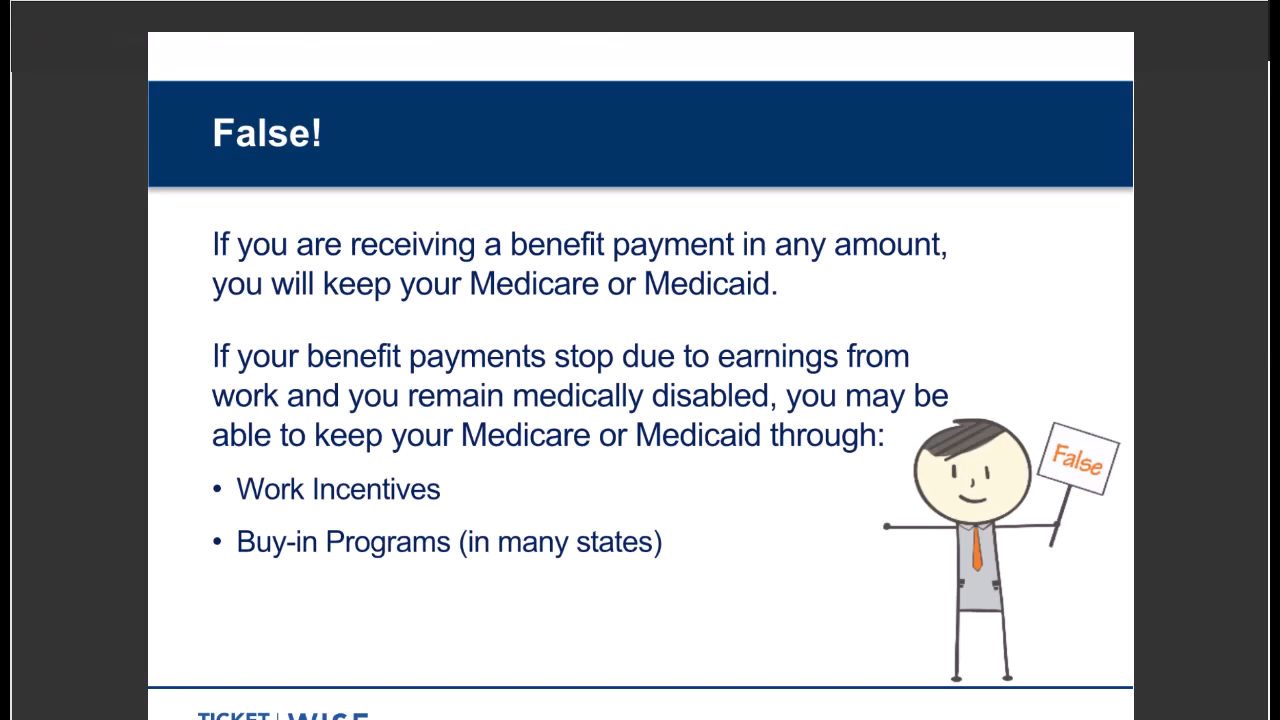 False!
If you are receiving a benefit payment in any amount,
you will keep your Medicare or Medicaid.
If your benefit payments stop due to earnings from
work and you remain medically disabled, you may be
able to keep your Medicare or Medicaid through:
False
• Work Incentives
• Buy-in Programs (in many states)
TICKET | WISE